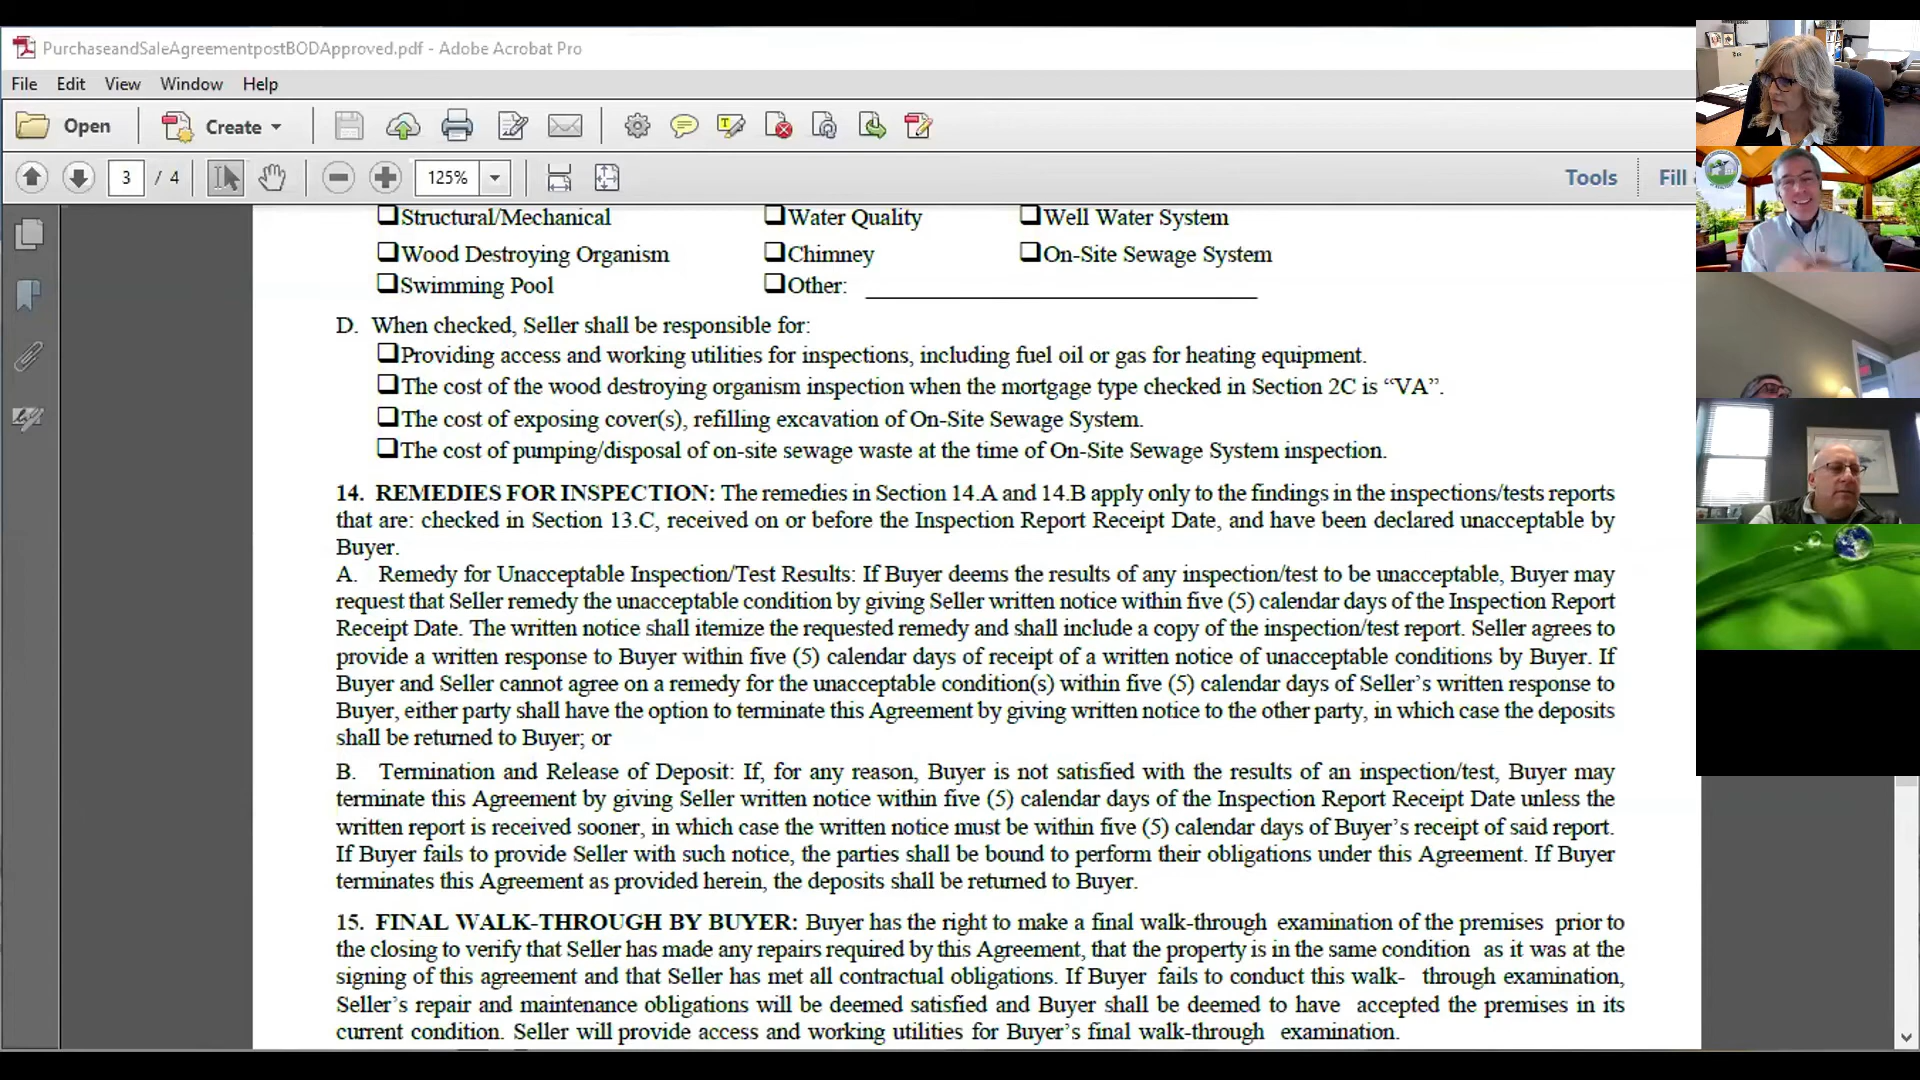 PurchaseandSaleAgreementpostBODApproved.pdf - Adobe Acrobat Pro
File Edit View Window Help
Open Create
3 / 4 125% Tools Fill
Structural/Mechanical Water Quality Well Water System
Wood Destroying Organism Chimney On-Site Sewage System
Swimming Pool Other:
D. When checked, Seller shall be responsible for:
Providing access and working utilities for inspections, including fuel oil or gas for heating equipment.
The cost of the wood destroying organism inspection when the mortgage type checked in Section 2C is “VA”.
The cost of exposing cover(s), refilling excavation of On-Site Sewage System.
The cost of pumping/disposal of on-site sewage waste at the time of On-Site Sewage System inspection.
14. REMEDIES FOR INSPECTION: The remedies in Section 14.A and 14.B apply only to the findings in the inspections/tests reports
that are: checked in Section 13.C, received on or before the Inspection Report Receipt Date, and have been declared unacceptable by
Buyer.
A. Remedy for Unacceptable Inspection/Test Results: If Buyer deems the results of any inspection/test to be unacceptable, Buyer may
request that Seller remedy the unacceptable condition by giving Seller written notice within five (5) calendar days of the Inspection Report
Receipt Date. The written notice shall itemize the requested remedy and shall include a copy of the inspection/test report. Seller agrees to
provide a written response to Buyer within five (5) calendar days of receipt of a written notice of unacceptable conditions by Buyer. If
Buyer and Seller cannot agree on a remedy for the unacceptable condition(s) within five (5) calendar days of Seller’s written response to
Buyer, either party shall have the option to terminate this Agreement by giving written notice to the other party, in which case the deposits
shall be returned to Buyer; or
B. Termination and Release of Deposit: If, for any reason, Buyer is not satisfied with the results of an inspection/test, Buyer may
terminate this Agreement by giving Seller written notice within five (5) calendar days of the Inspection Report Receipt Date unless the
written report is received sooner, in which case the written notice must be within five (5) calendar days of Buyer’s receipt of said report.
If Buyer fails to provide Seller with such notice, the parties shall be bound to perform their obligations under this Agreement. If Buyer
terminates this Agreement as provided herein, the deposits shall be returned to Buyer.
15. FINAL WALK-THROUGH BY BUYER: Buyer has the right to make a final walk-through examination of the premises prior to
the closing to verify that Seller has made any repairs required by this Agreement, that the property is in the same condition as it was at the
signing of this agreement and that Seller has met all contractual obligations. If Buyer fails to conduct this walk- through examination,
Seller’s repair and maintenance obligations will be deemed satisfied and Buyer shall be deemed to have accepted the premises in its
current condition. Seller will provide access and working utilities for Buyer’s final walk-through examination.